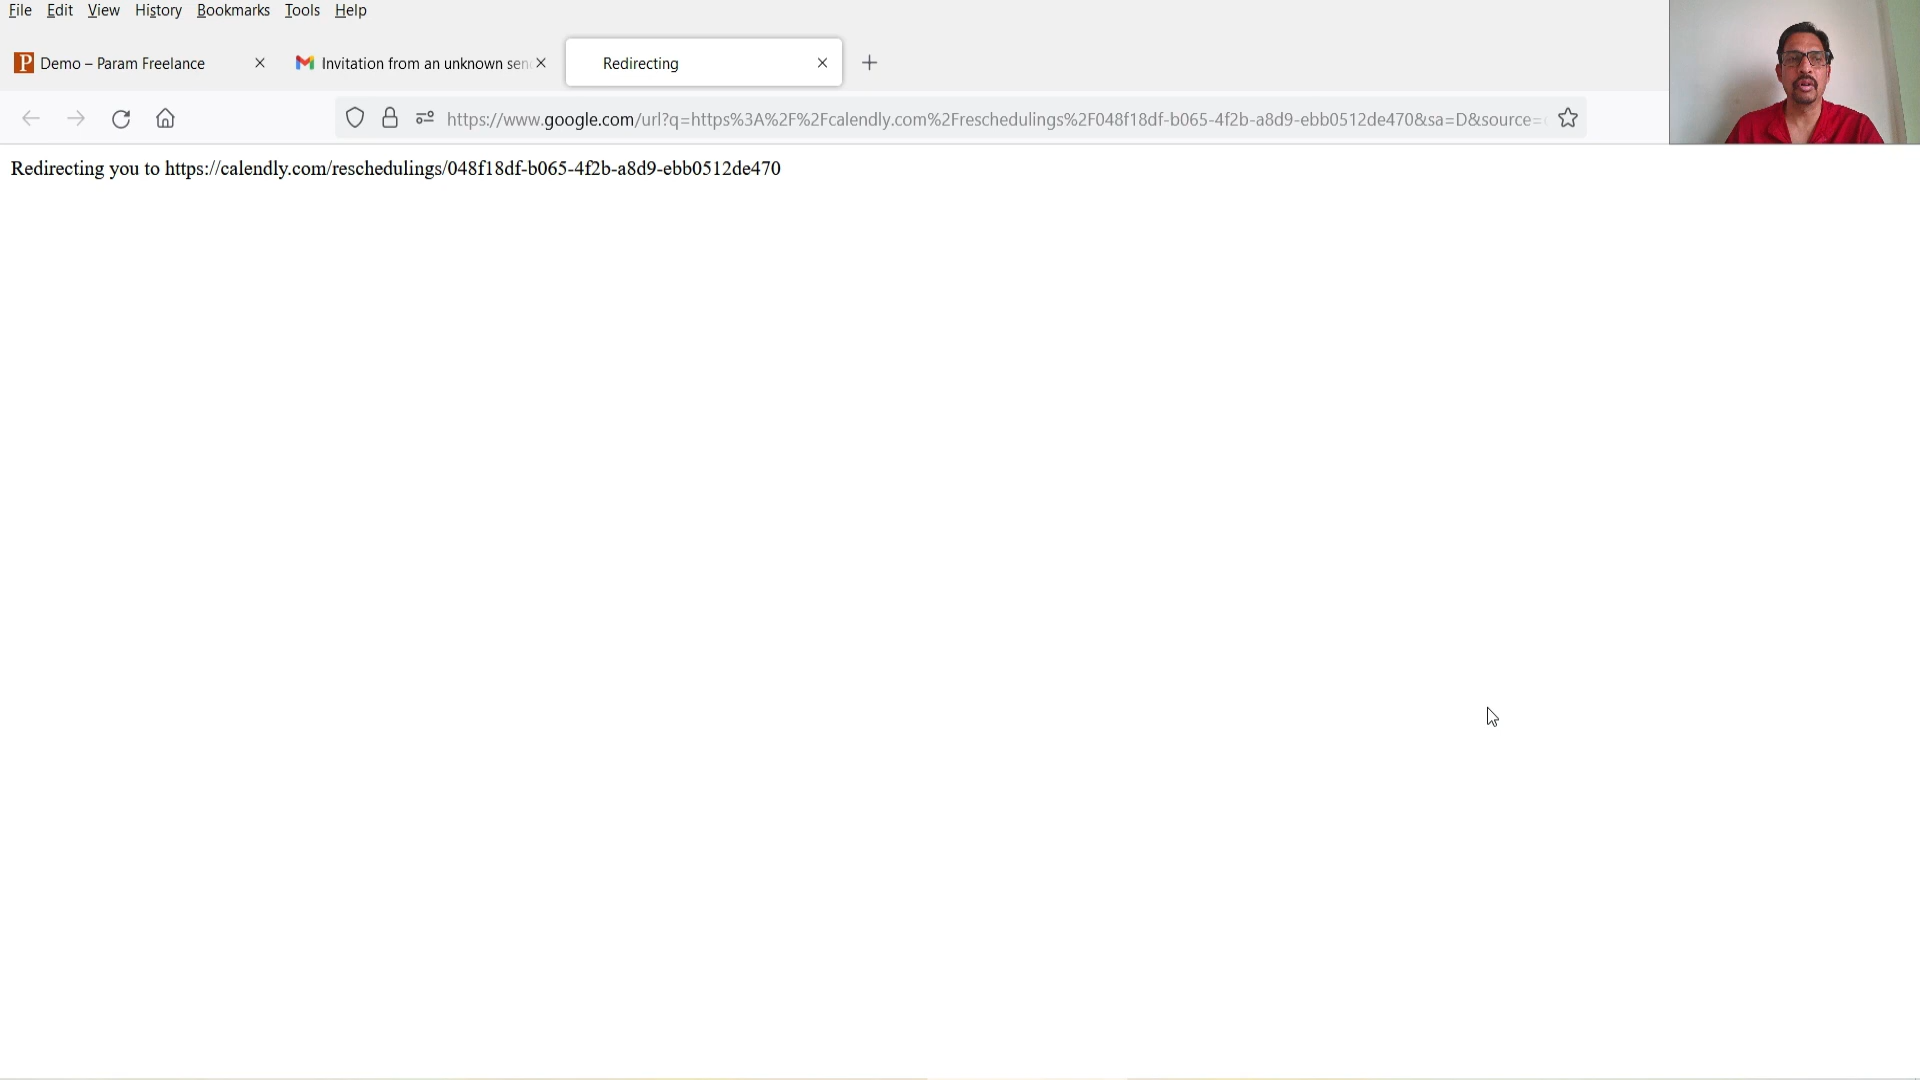 File Edit View History Bookmarks Tools Help
P Demo – Param Freelance
Invitation from an unknown sen
Redirecting
https://www.google.com/url?q=https%3A%2F%2Fcalendly.com%2Freschedulings%2F048f18df-b065-4f2b-a8d9-ebb0512de470&sa=D&source=
Redirecting you to https://calendly.com/reschedulings/048f18df-b065-4f2b-a8d9-ebb0512de470